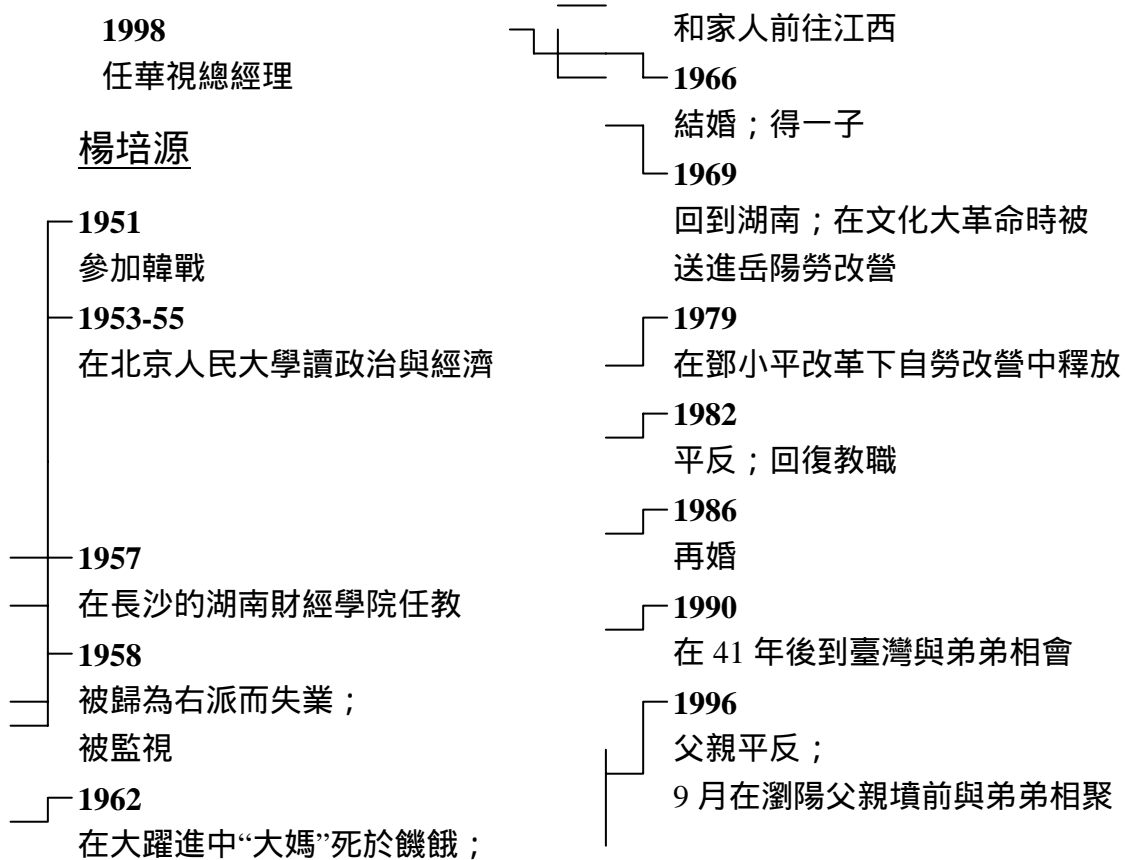 1998
任華視總經理
楊培源
1951
參加韓戰
1953-55
在北京人民大學讀政治與經濟
1957
在長沙的湖南財經學院任教
1958
被歸為右派而失業；
被監視
1962
在大躍進中“大媽”死於饑餓；
和家人前往江西
1966
結婚；得一子
1969
回到湖南；在文化大革命時被
送進岳陽勞改營
1979
在鄧小平改革下自勞改營中釋放
1982
平反；回復教職
1986
再婚
1990
在 41 年後到臺灣與弟弟相會
1996
父親平反；
9 月在瀏陽父親墳前與弟弟相聚